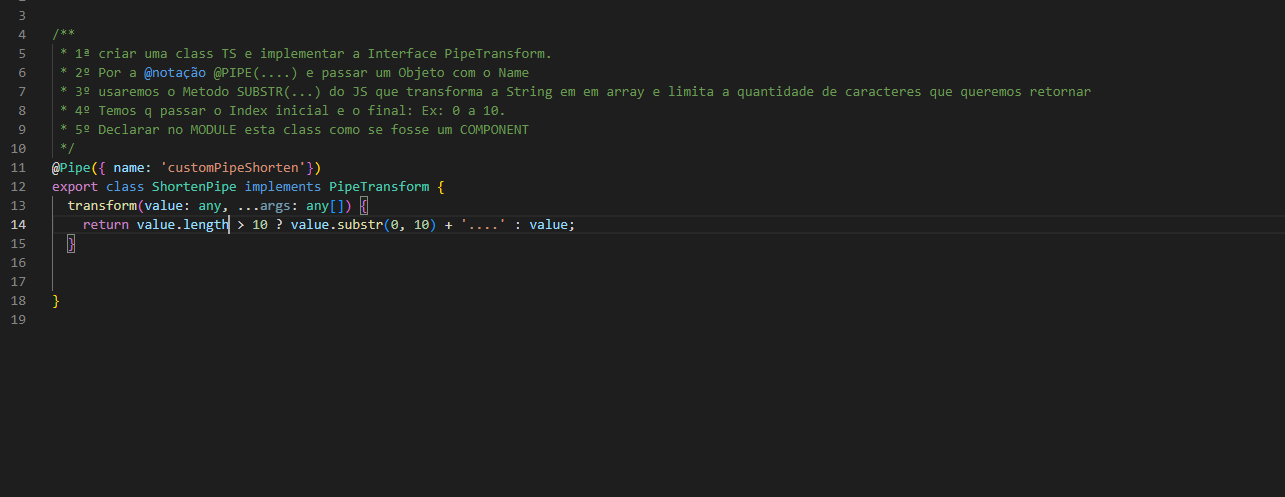 3
4 /**
5 * 1ª criar uma class TS e implementar a Interface PipeTransform.
6 * 2º Por a @notação @PIPE(....) e passar um Objeto com o Name
7 * 3º usaremos o Metodo SUBSTR(...) do JS que transforma a String em em array e limita a quantidade de caracteres que queremos retornar
8 * 4º Temos q passar o Index inicial e o final: Ex: 0 a 10.
9 * 5º Declarar no MODULE esta class como se fosse um COMPONENT
10 */
11 @Pipe({ name: 'customPipeShorten'})
12 export class ShortenPipe implements PipeTransform {
13 transform(value: any, ...args: any[]) {
14 return value.length > 10 ? value.substr(0, 10) + '....' : value;
15 }
16
17
18 }
19